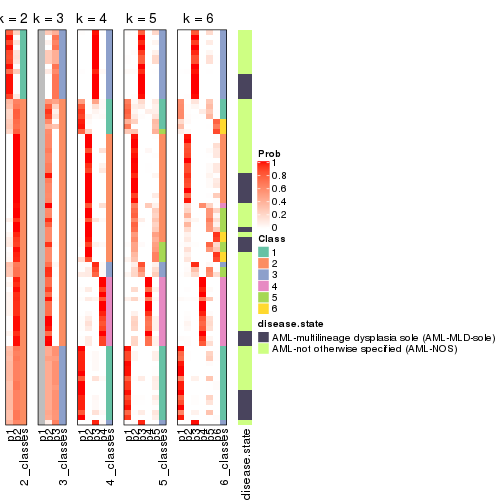 k = 2 k = 3 k = 4 k = 5 k = 6
Prob
1
0.8
0.6
0.4
0.2
0
Class
1
2
3
4
5
6
disease.state
AML-multilineage dysplasia sole (AML-MLD-sole)
AML-not otherwise specified (AML-NOS)
p1
p2
2_classes
p1
p2
p3
3_classes
p1
p2
p3
p4
4_classes
p1
p2
p3
p4
p5
5_classes
p1
p2
p3
p4
p5
p6
6_classes
disease.state